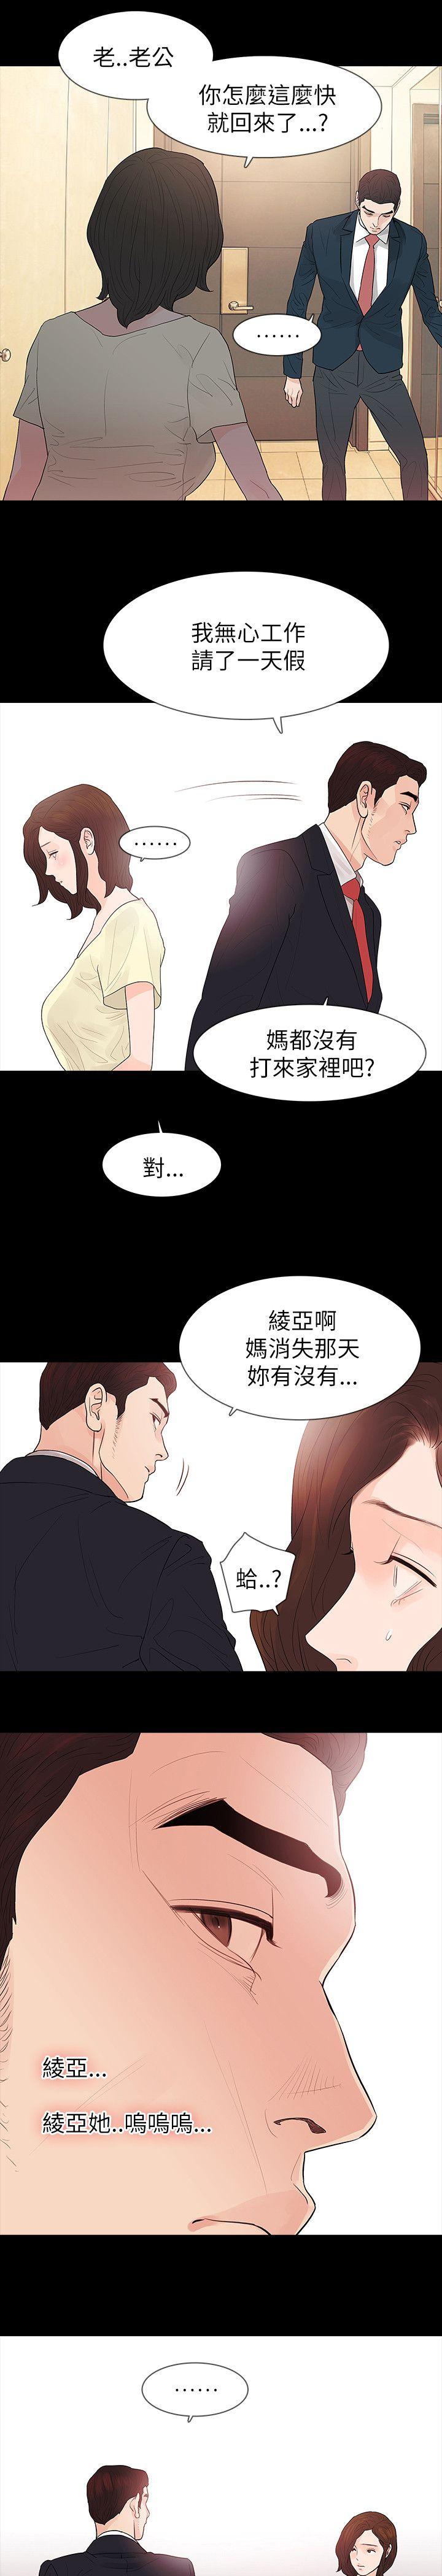 老..老公
你怎麼這麼快
就回來了...?
......
我無心工作
請了一天假
......
媽都沒有
打來家裡吧?
對...
綾亞啊
媽消失那天
妳有沒有...
蛤..?
綾亞...
綾亞她..嗚嗚嗚...
......